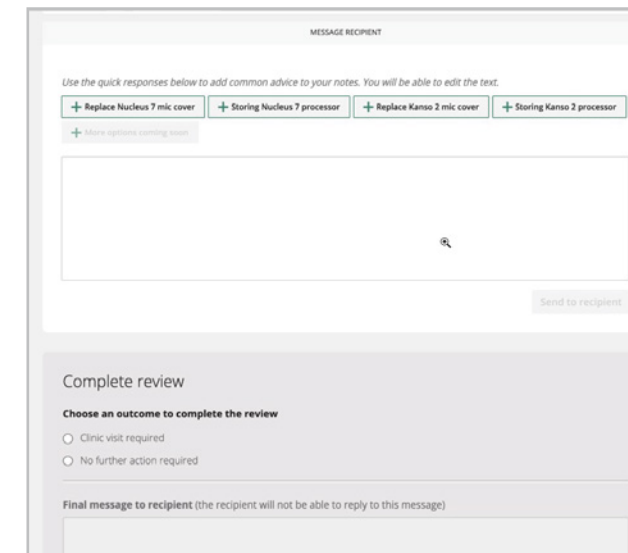 MESSAGE RECIPIENT
Use the quick responses below to add common advice to your notes. You will be able to edit the text.
+ Replace Nucleus 7 mic cover + Storing Nucleus 7 processor + Replace Kanso 2 mic cover + Storing Kanso 2 processor
+ More options coming soon
Send to recipient
Complete review
Choose an outcome to complete the review
Clinic visit required
No further action required
Final message to recipient (the recipient will not be able to reply to this message)